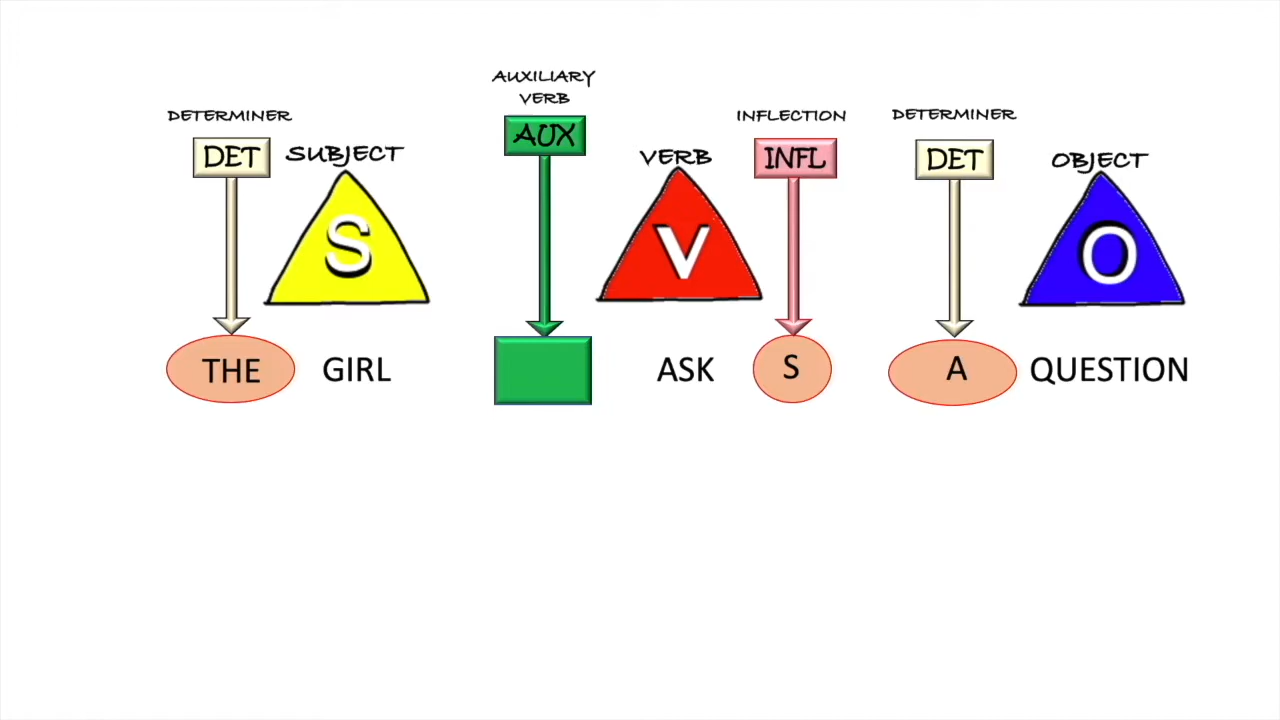 AUXILIARY
VERB
DETERMINER
INFLECTION
DETERMINER
DET
SUBJECT
AUX
VERB
INFL
DET
OBJECT
S
V
O
THE GIRL ASK S A QUESTION